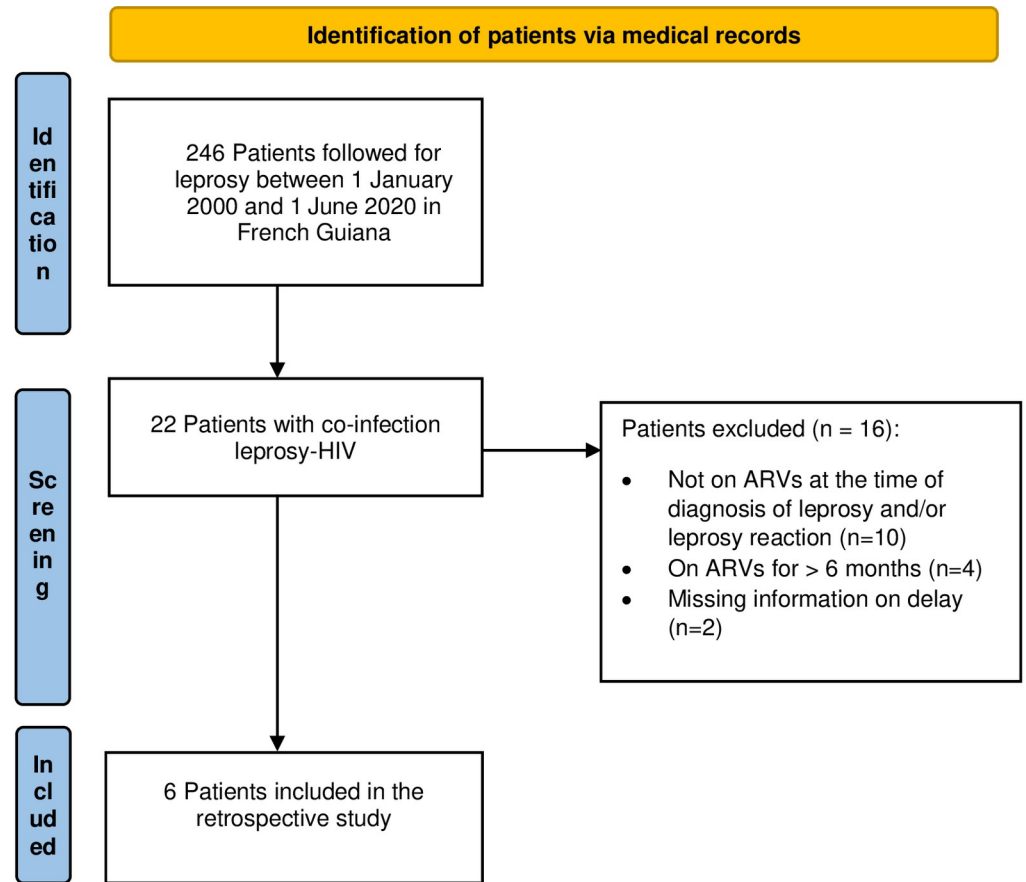 Identification of patients via medical records
Id
en
tifi
ca
tio
n
246 Patients followed for
leprosy between 1 January
2000 and 1 June 2020 in
French Guiana
Sc
re
en
in
g
22 Patients with co-infection
leprosy-HIV
Patients excluded (n = 16):
• Not on ARVs at the time of
diagnosis of leprosy and/or
leprosy reaction (n=10)
• On ARVs for > 6 months (n=4)
• Missing information on delay
(n=2)
In
cl
ud
ed
6 Patients included in the
retrospective study